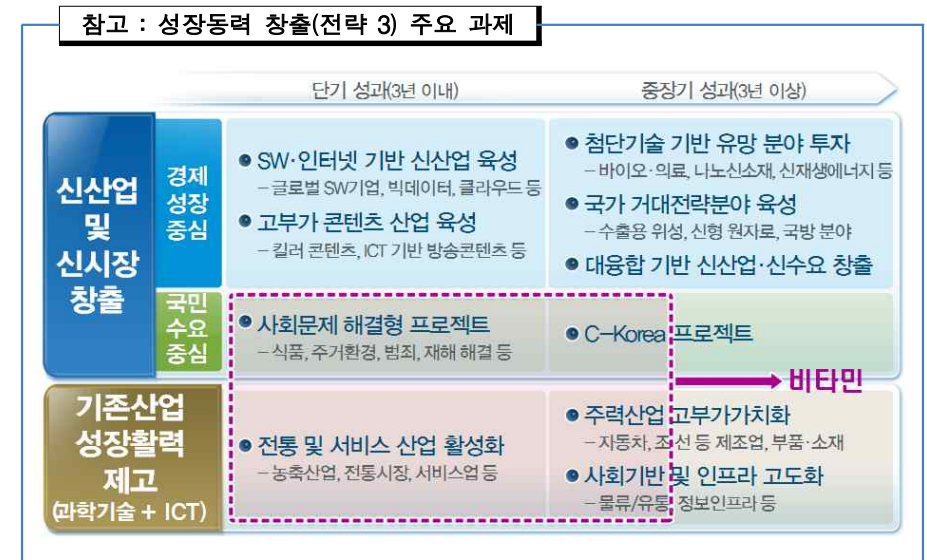 참고 : 성장동력 창출(전략 3) 주요 과제
단기 성과(3년 이내)
중장기 성과(3년 이상)
신산업
및
신시장
창출
경제
성장
중심
• SW·인터넷 기반 신산업 육성
– 글로벌 SW기업, 빅데이터, 클라우드 등
• 고부가 콘텐츠 산업 육성
– 킬러 콘텐츠, ICT 기반 방송콘텐츠 등
• 첨단기술 기반 유망 분야 투자
– 바이오·의료, 나노신소재, 신재생에너지 등
• 국가 거대전략분야 육성
– 수출용 위성, 신형 원자로, 국방 분야
• 대융합 기반 신산업·신수요 창출
국민
수요
중심
• 사회문제 해결형 프로젝트
– 식품, 주거환경, 범죄, 재해 해결 등
• C–Korea 프로젝트
비타민
기존산업
성장활력
제고
(과학기술 + ICT)
• 전통 및 서비스 산업 활성화
– 농축산업, 전통시장, 서비스업 등
• 주력산업 고부가가치화
– 자동차, 조선 등 제조업, 부품·소재
• 사회기반 및 인프라 고도화
– 물류/유통, 정보인프라 등